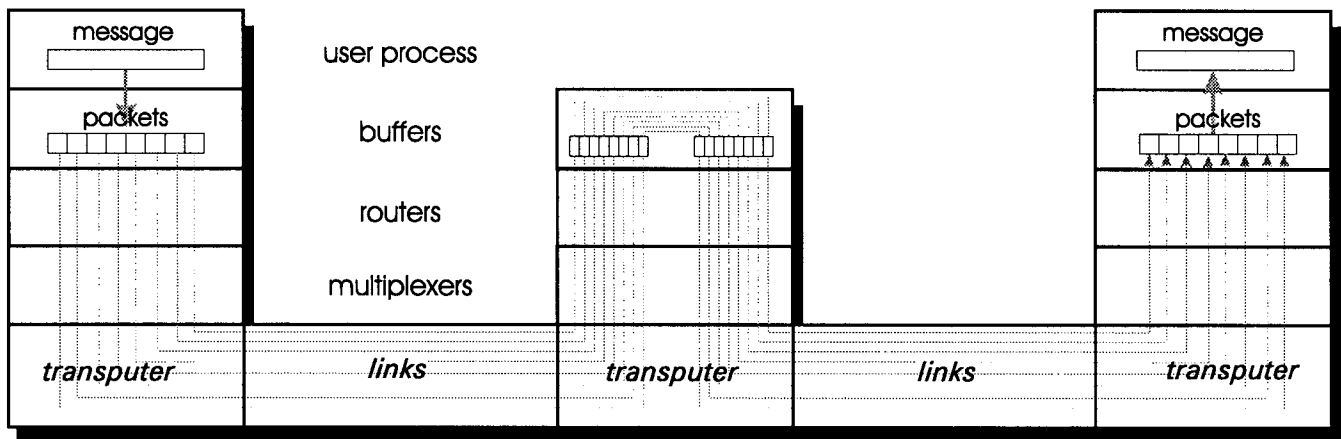 message
user process
message
packets
buffers
packets
routers
multiplexers
transputer
links
transputer
links
transputer